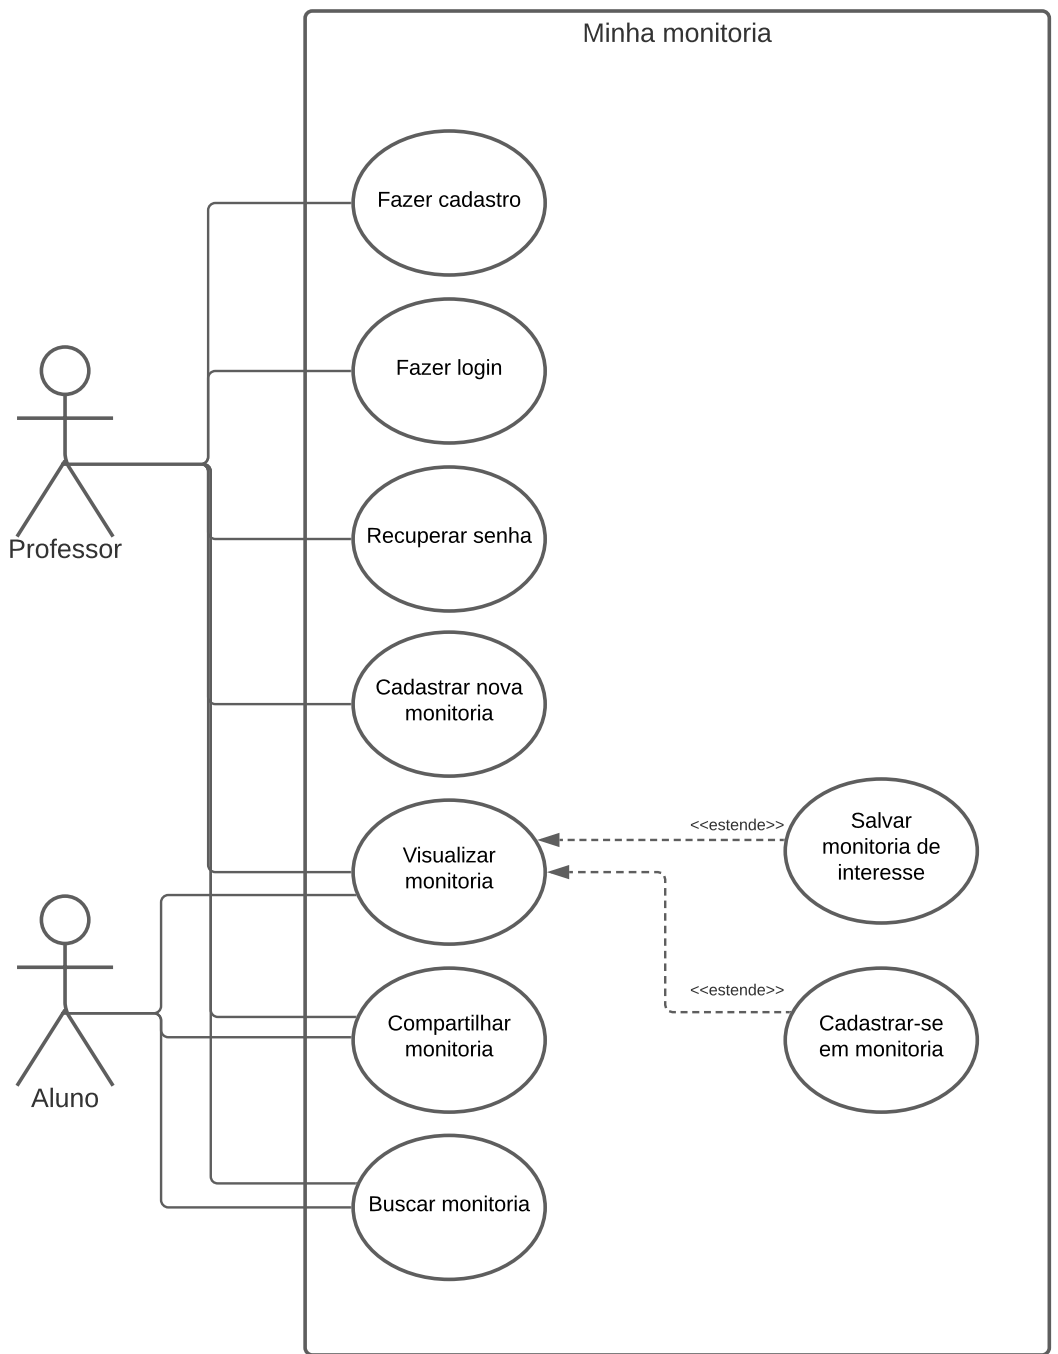 Minha monitoria
Fazer cadastro
Fazer login
Recuperar senha
Professor
Cadastrar nova
monitoria
Visualizar
monitoria
<<estende>>
Salvar
monitoria de
interesse
<<estende>>
Cadastrar-se
em monitoria
Compartilhar
monitoria
Aluno
Buscar monitoria